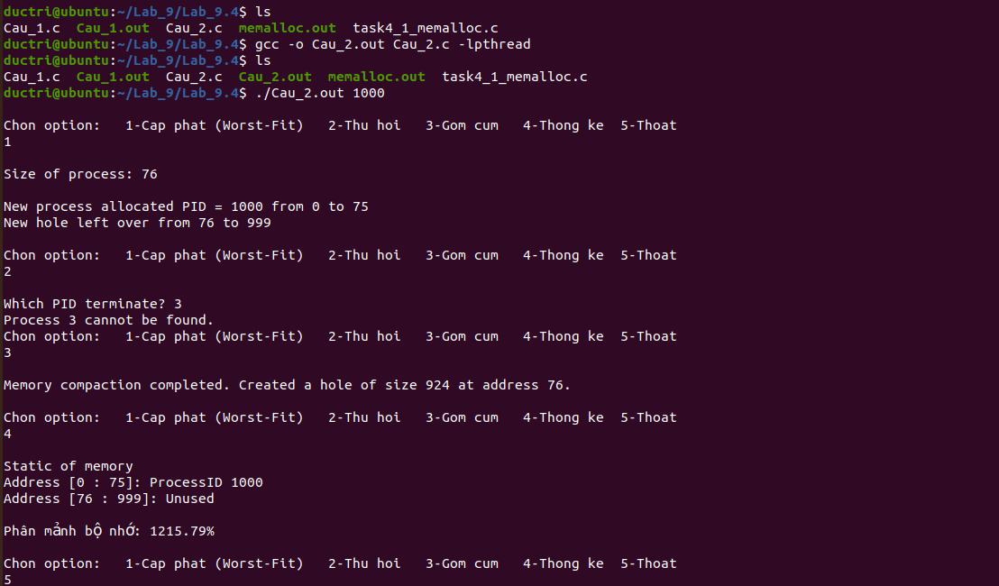 ductri@ubuntu:~/Lab_9/Lab_9.4$ ls
Cau_1.c  Cau_1.out  Cau_2.c  memalloc.out  task4_1_memalloc.c
ductri@ubuntu:~/Lab_9/Lab_9.4$ gcc -o Cau_2.out Cau_2.c -lpthread
ductri@ubuntu:~/Lab_9/Lab_9.4$ ls
Cau_1.c  Cau_1.out  Cau_2.c  Cau_2.out  memalloc.out  task4_1_memalloc.c
ductri@ubuntu:~/Lab_9/Lab_9.4$ ./Cau_2.out 1000
Chon option:   1-Cap phat (Worst-Fit)   2-Thu hoi   3-Gom cum   4-Thong ke  5-Thoat
1
Size of process: 76
New process allocated PID = 1000 from 0 to 75
New hole left over from 76 to 999
Chon option:   1-Cap phat (Worst-Fit)   2-Thu hoi   3-Gom cum   4-Thong ke  5-Thoat
2
Which PID terminate? 3
Process 3 cannot be found.
Chon option:   1-Cap phat (Worst-Fit)   2-Thu hoi   3-Gom cum   4-Thong ke  5-Thoat
3
Memory compaction completed. Created a hole of size 924 at address 76.
Chon option:   1-Cap phat (Worst-Fit)   2-Thu hoi   3-Gom cum   4-Thong ke  5-Thoat
4
Static of memory
Address [0 : 75]: ProcessID 1000
Address [76 : 999]: Unused
Phân mảnh bộ nhớ: 1215.79%
Chon option:   1-Cap phat (Worst-Fit)   2-Thu hoi   3-Gom cum   4-Thong ke  5-Thoat
5